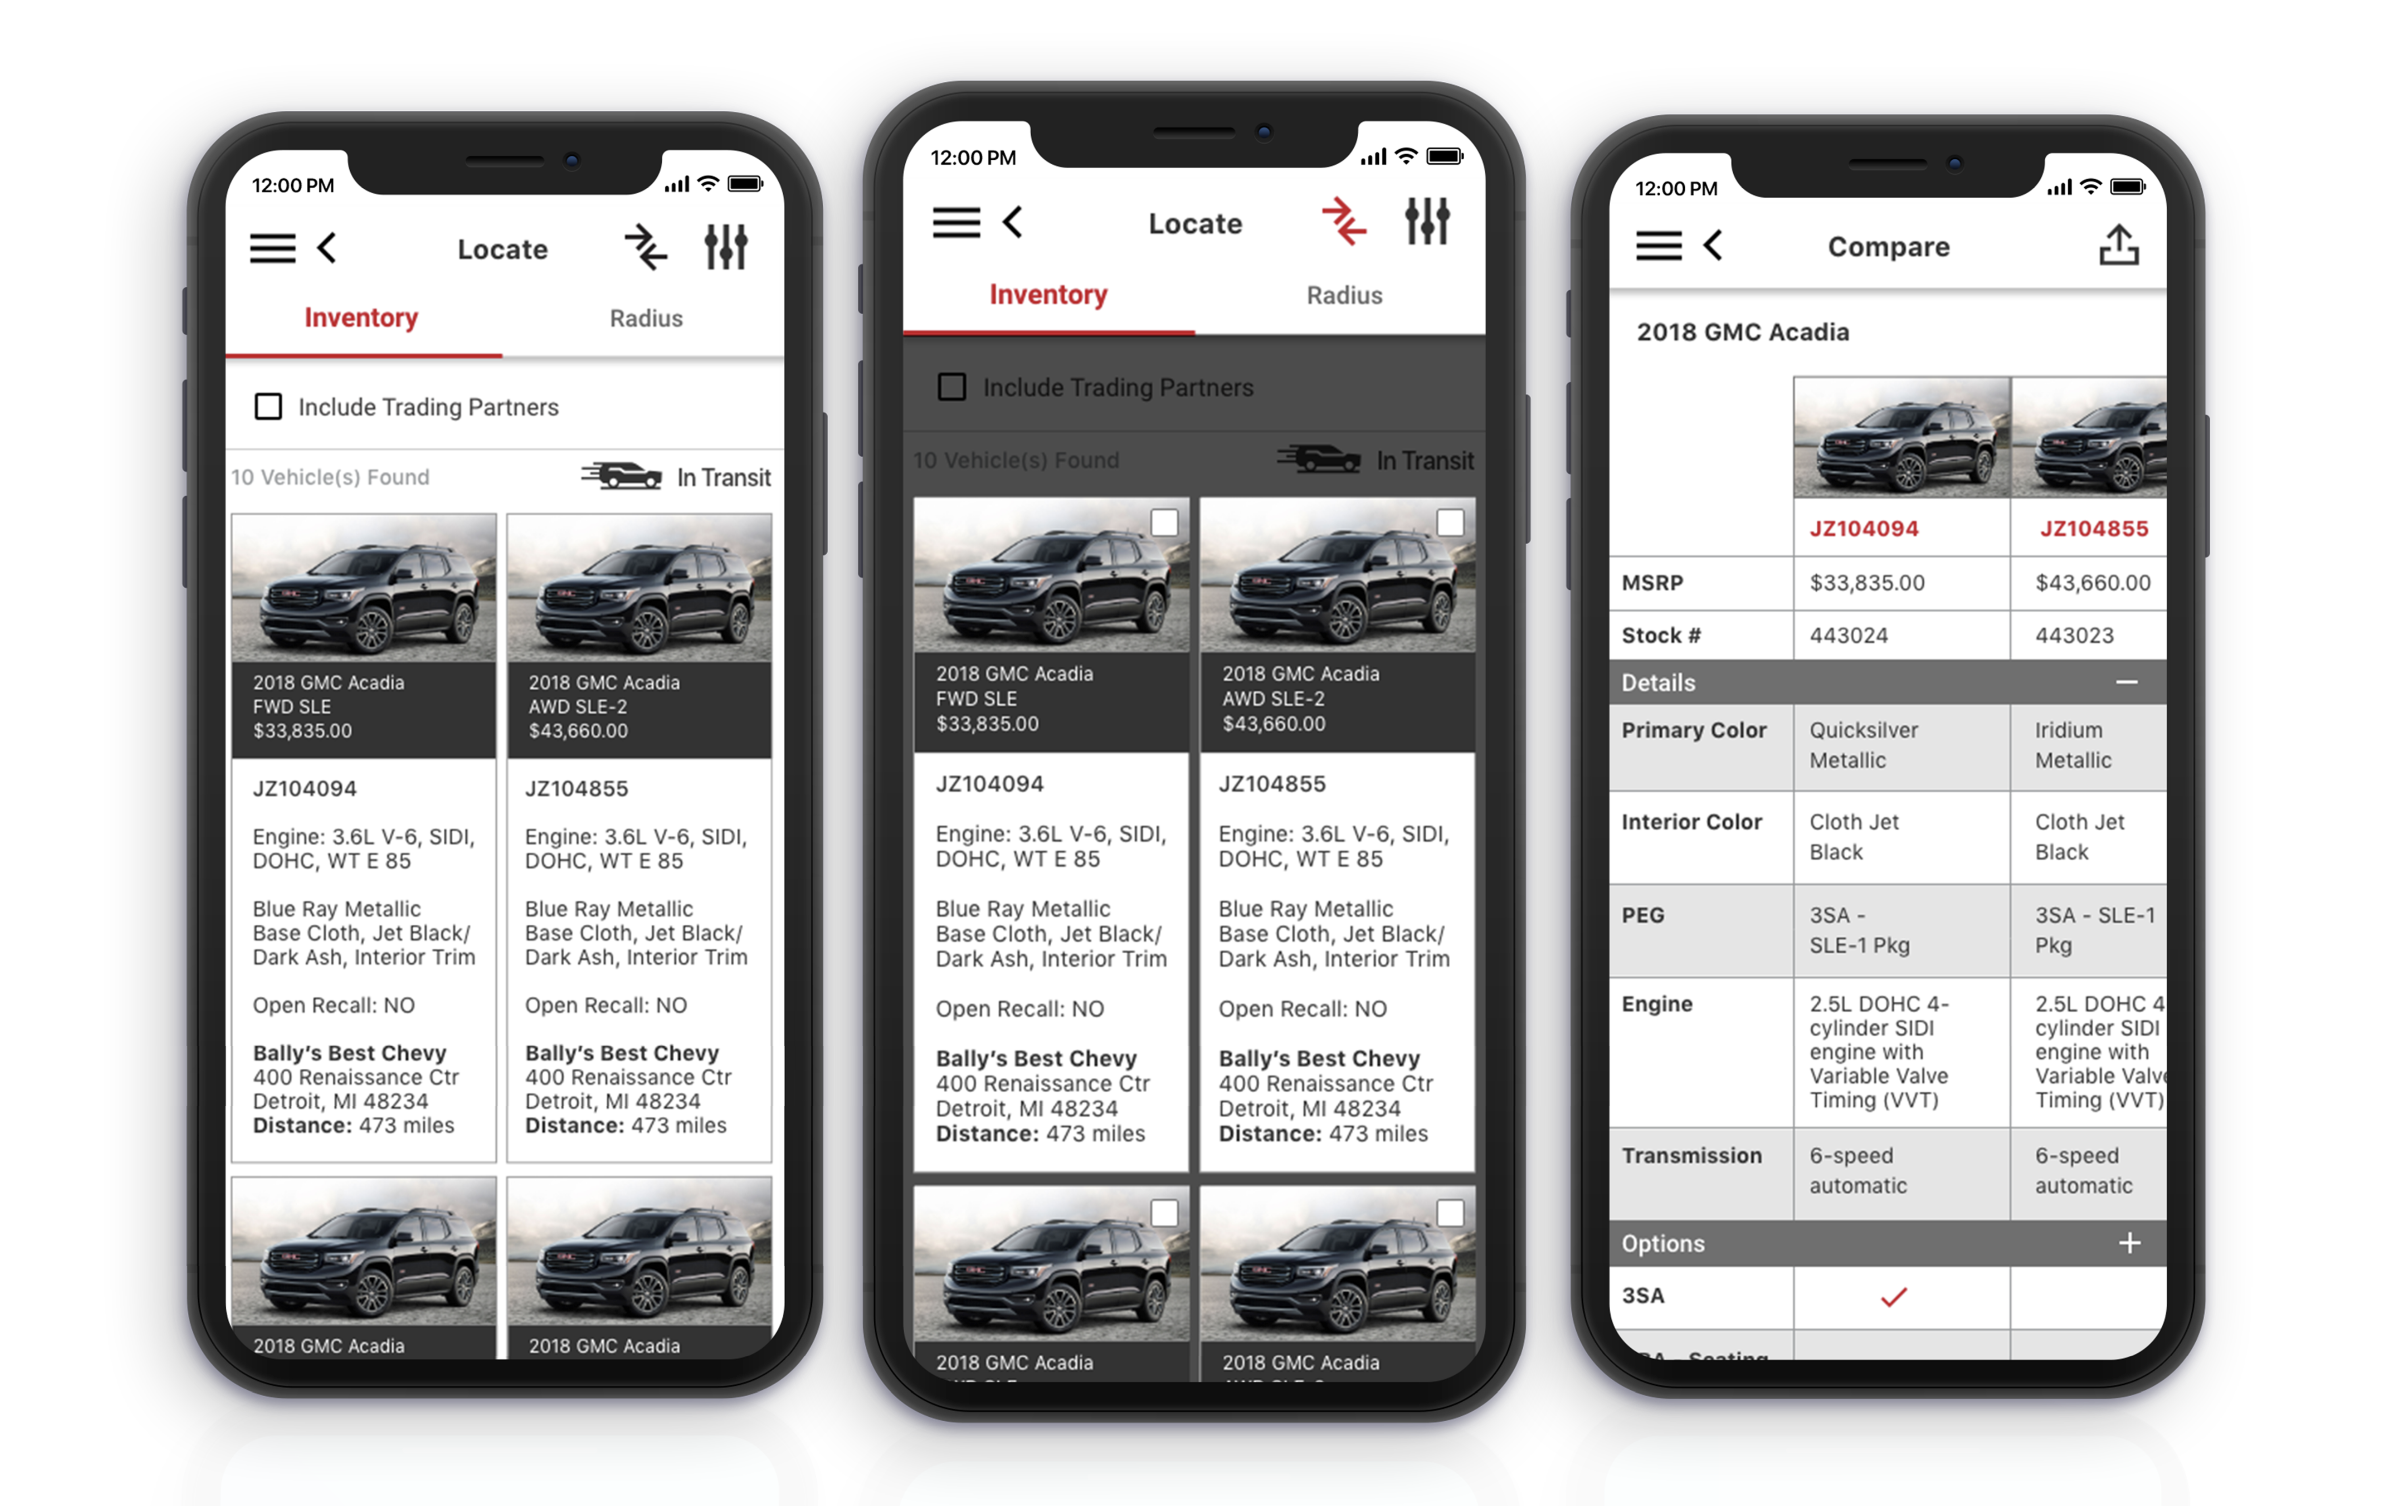 12:00 PM
Locate
Inventory
Radius
Include Trading Partners
10 Vehicle(s) Found
In Transit
2018 GMC Acadia
FWD SLE
$33,835.00
JZ104094
Engine: 3.6L V-6, SIDI,
DOHC, WT E 85
Blue Ray Metallic
Base Cloth, Jet Black/
Dark Ash, Interior Trim
Open Recall: NO
Bally's Best Chevy
400 Renaissance Ctr
Detroit, MI 48234
Distance: 473 miles
2018 GMC Acadia
AWD SLE-2
$43,660.00
JZ104855
Engine: 3.6L V-6, SIDI,
DOHC, WT E 85
Blue Ray Metallic
Base Cloth, Jet Black/
Dark Ash, Interior Trim
Open Recall: NO
Bally's Best Chevy
400 Renaissance Ctr
Detroit, MI 48234
Distance: 473 miles
2018 GMC Acadia
2018 GMC Acadia
12:00 PM
Locate
Inventory
Radius
Include Trading Partners
10 Vehicle(s) Found
In Transit
2018 GMC Acadia
FWD SLE
$33,835.00
JZ104094
Engine: 3.6L V-6, SIDI,
DOHC, WT E 85
Blue Ray Metallic
Base Cloth, Jet Black/
Dark Ash, Interior Trim
Open Recall: NO
Bally's Best Chevy
400 Renaissance Ctr
Detroit, MI 48234
Distance: 473 miles
2018 GMC Acadia
AWD SLE-2
$43,660.00
JZ104855
Engine: 3.6L V-6, SIDI,
DOHC, WT E 85
Blue Ray Metallic
Base Cloth, Jet Black/
Dark Ash, Interior Trim
Open Recall: NO
Bally's Best Chevy
400 Renaissance Ctr
Detroit, MI 48234
Distance: 473 miles
2018 GMC Acadia
2018 GMC Acadia
12:00 PM
Compare
2018 GMC Acadia
JZ104094
JZ104855
MSRP
$33,835.00
$43,660.00
Stock #
443024
443023
Details
Primary Color
Quicksilver
Metallic
Iridium
Metallic
Interior Color
Cloth Jet
Black
Cloth Jet
Black
PEG
3SA -
SLE-1 Pkg
3SA - SLE-1
Pkg
Engine
2.5L DOHC 4-
cylinder SIDI
engine with
Variable Valve
Timing (VVT)
2.5L DOHC 4
cylinder SIDI
engine with
Variable Valve
Timing (VVT)
Transmission
6-speed
automatic
6-speed
automatic
Options
3SA